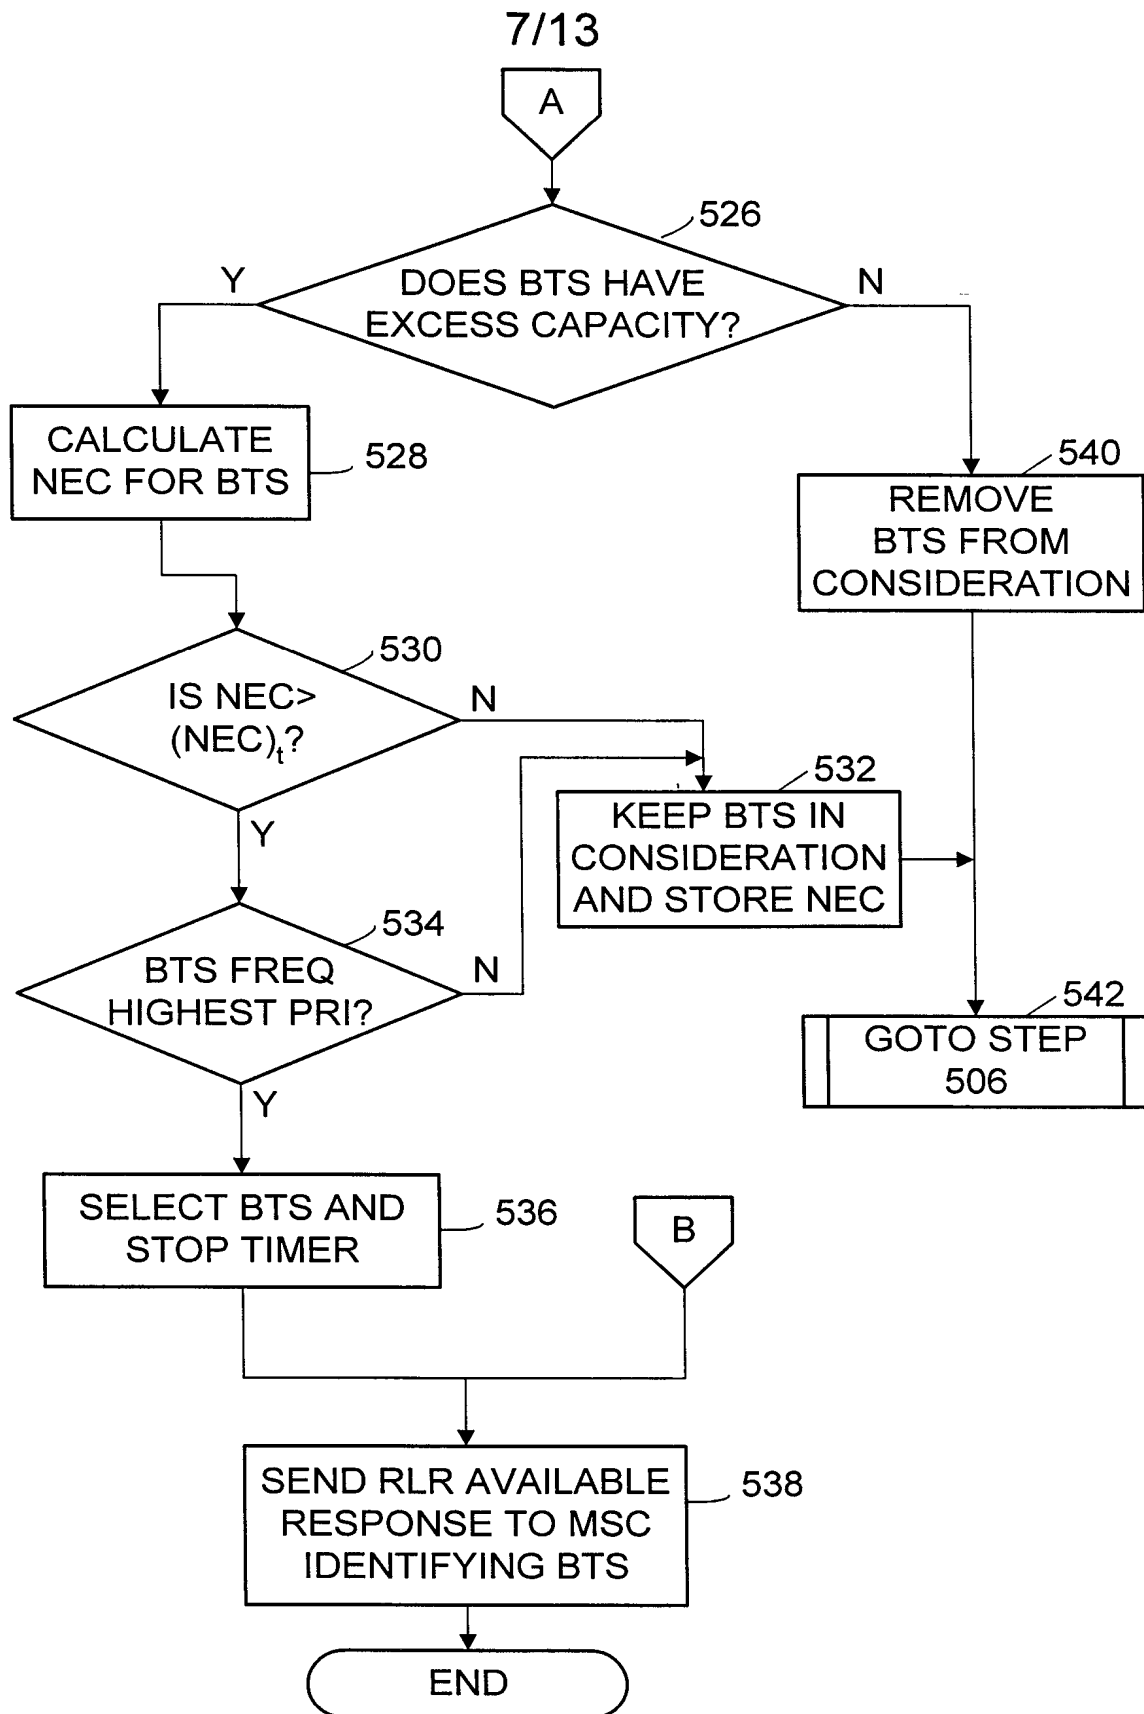 7/13
A
526
DOES BTS HAVE
EXCESS CAPACITY?
Y
N
CALCULATE
NEC FOR BTS
528
540
REMOVE
BTS FROM
CONSIDERATION
530
IS NEC>
(NEC)t?
N
Y
532
KEEP BTS IN
CONSIDERATION
AND STORE NEC
534
BTS FREQ
HIGHEST PRI?
N
Y
542
GOTO STEP
506
SELECT BTS AND
STOP TIMER
536
B
SEND RLR AVAILABLE
RESPONSE TO MSC
IDENTIFYING BTS
538
END